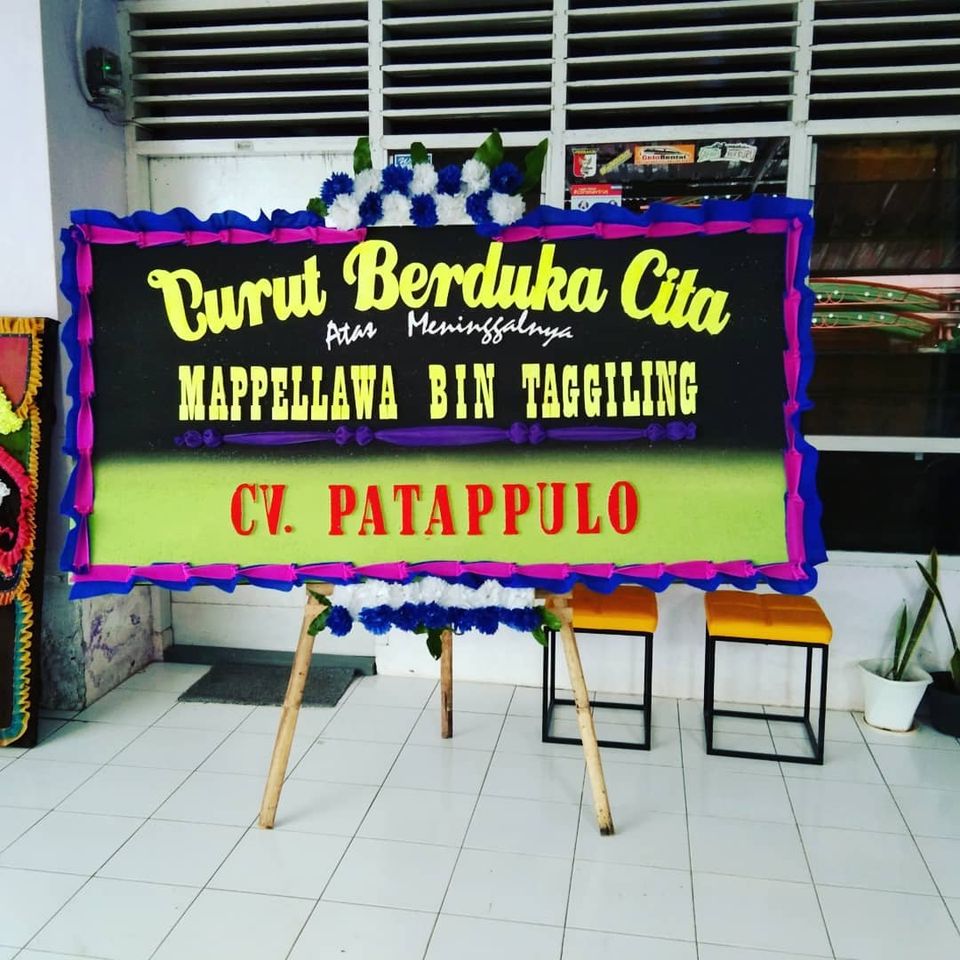 Turut Berduka Cita
Atas Meninggalnya
MAPPELLAWA BIN TAGGILING
CV. PATAPPULO